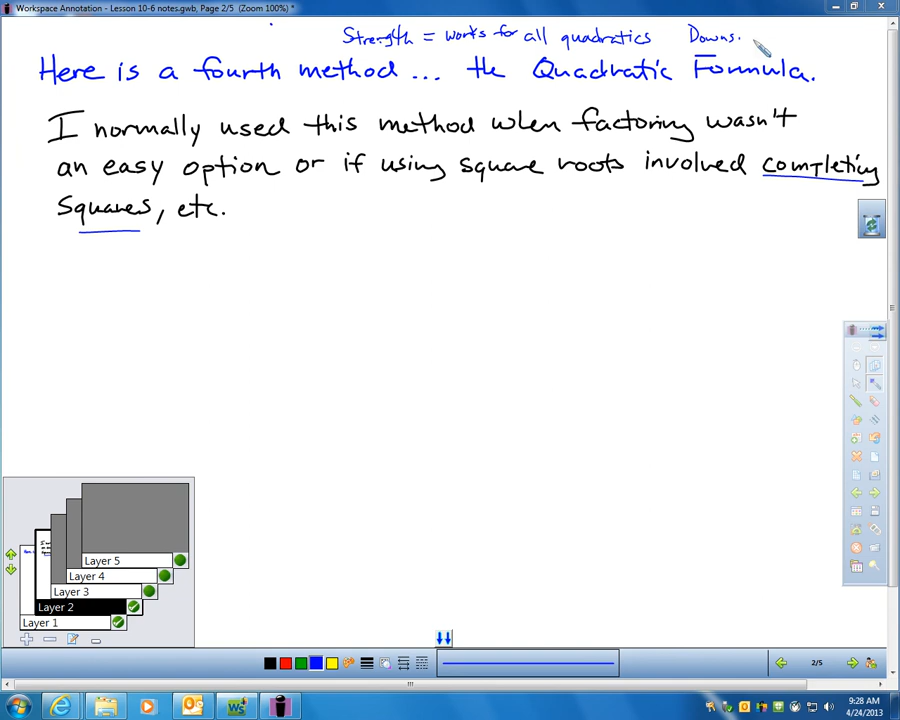 Workspace Annotation - Lesson 10-6 notes.gwb, Page 2/5 (Zoom 100%) *
Strength = works for all quadratics Downs.
Here is a fourth method... the Quadratic Formula.
I normally used this method when factoring wasn't
an easy option or if using square roots involved completing
squares, etc.
Layer 5
Layer 4
Layer 3
Layer 2
Layer 1
2/5
9:28 AM
4/24/2013